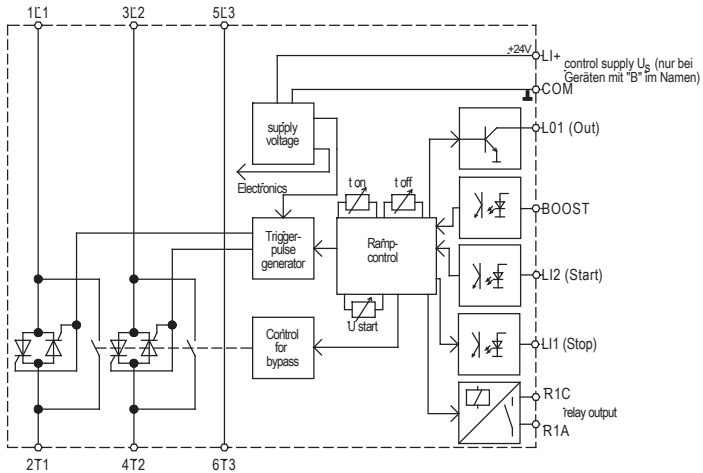 1L1 3L2 5L3
+24V
LI+
control supply US (nur bei
Geräten mit "B" im Namen)
COM
supply
voltage
L01 (Out)
Electronics
t on t off
BOOST
Trigger-
pulse
generator
Ramp-
control
LI2 (Start)
U start
Control
for
bypass
LI1 (Stop)
R1C
relay output
R1A
2T1 4T2 6T3